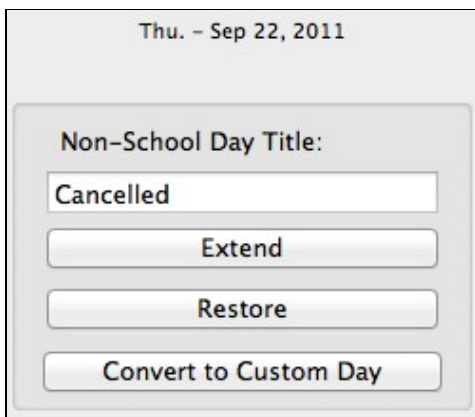 Thu. – Sep 22, 2011
Non–School Day Title:
Cancelled
Extend
Restore
Convert to Custom Day